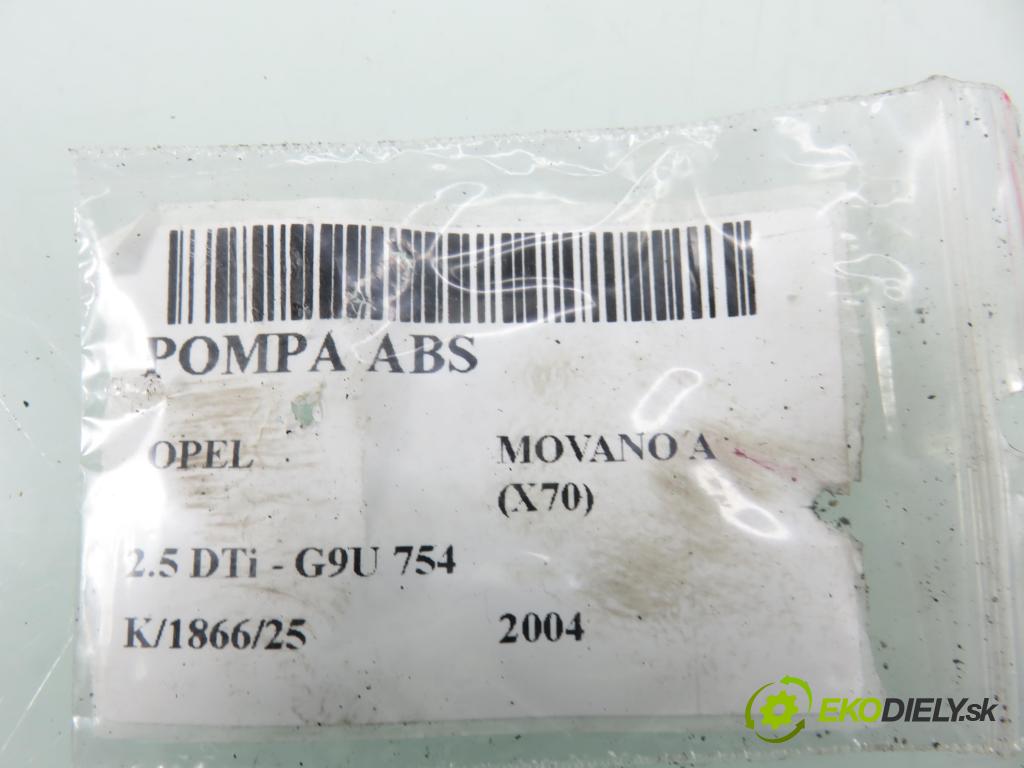 POMPA ABS
OPEL MOVANO A
(X70)
2.5 DTi - G9U 754
K/1866/25 2004
EKODIELY.sk